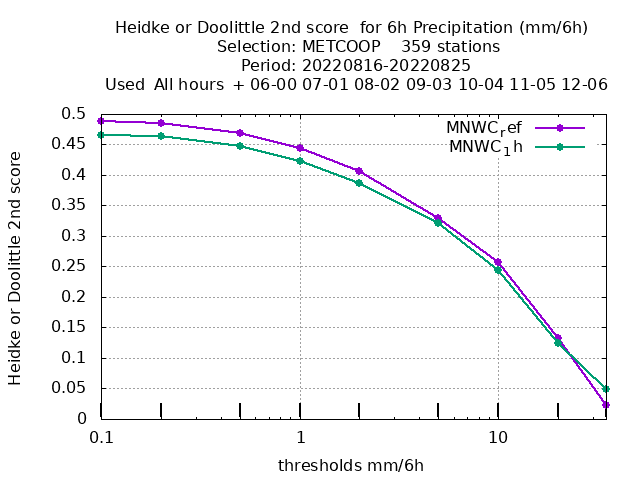 Heidke or Doolittle 2nd score  for 6h Precipitation (mm/6h)
Selection: METCOOP    359 stations
Period: 20220816-20220825
Used  All hours  + 06-00 07-01 08-02 09-03 10-04 11-05 12-06
MNWCref
MNWC1h
Heidke or Doolittle 2nd score
0.5
0.45
0.4
0.35
0.3
0.25
0.2
0.15
0.1
0.05
0
0.1 1 10
thresholds mm/6h